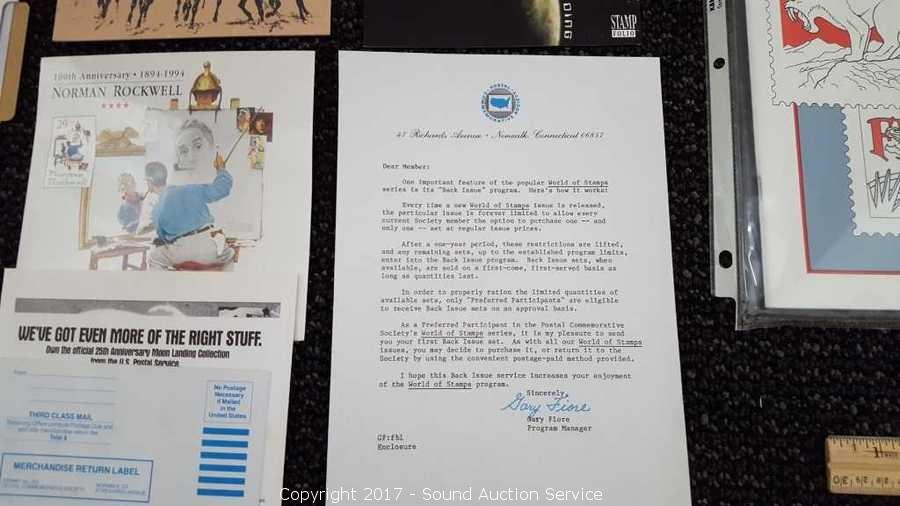 STAMP
FOLIO
100th Anniversary • 1894-1994
NORMAN ROCKWELL
29
WE'VE GOT EVEN MORE OF THE RIGHT STUFF.
Own the official 25th Anniversary Moon Landing Collection
from the U.S. Postal Service.
From:
THIRD CLASS MAIL
No Postage
Necessary
if Mailed
in the
United States
MERCHANDISE RETURN LABEL
POSTAL COMMEMORATIVE SOCIETY
47 Richards Avenue • Norwalk, Connecticut 06857
Dear Member:
One important feature of the popular World of Stamps
series is its "Back Issue" program. Here's how it works:
Every time a new World of Stamps issue is released,
the particular issue is forever limited to allow every
current Society member the option to purchase one -- and
only one -- set at regular issue prices.
After a one-year period, these restrictions are lifted,
and any remaining sets, up to the established program limits,
enter into the Back Issue program. Back Issue sets, when
available, are sold on a first-come, first-served basis as
long as quantities last.
In order to properly ration the limited quantities of
available sets, only "Preferred Participants" are eligible
to receive Back Issue sets on an approval basis.
As a Preferred Participant in the Postal Commemorative
Society's World of Stamps series, it is my pleasure to send
you your first Back Issue set. As with all our World of Stamps
issues, you may decide to purchase it, or return it to the
Society by using the convenient postage-paid method provided.
I hope this Back Issue service increases your enjoyment
of the World of Stamps program.
Sincerely,
Gary Fiore
Gary Fiore
Program Manager
GF:fbl
Enclosure
Copyright 2017 - Sound Auction Service